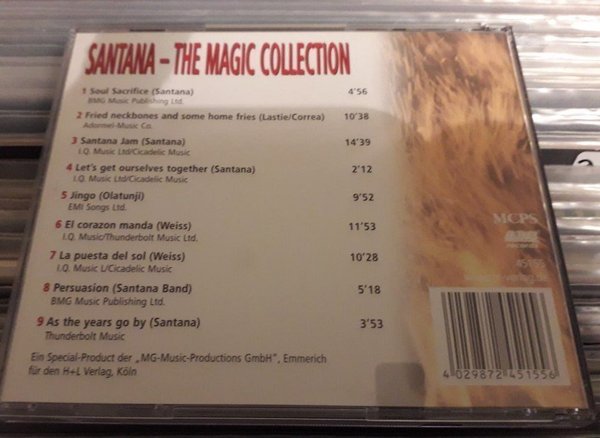 SANTANA – THE MAGIC COLLECTION
1 Soul Sacrifice (Santana) 4'56
BMG Music Publishing Ltd.
2 Fried neckbones and some home fries (Lastie/Correa) 10'38
Adormel-Music Co.
3 Santana Jam (Santana) 14'39
I.Q. Music Ltd/Cicadelic Music
4 Let's get ourselves together (Santana) 2'12
I.Q. Music Ltd/Cicadelic Music
5 Jingo (Olatunji) 9'52
EMI Songs Ltd.
6 El corazon manda (Weiss) 11'53
I.Q. Music/Thunderbolt Music Ltd.
7 La puesta del sol (Weiss) 10'28
I.Q. Music L/Cicadelic Music
8 Persuasion (Santana Band) 5'18
BMG Music Publishing Ltd.
9 As the years go by (Santana) 3'53
Thunderbolt Music
Ein Special-Product der „MG-Music-Productions GmbH", Emmerich
für den H+L Verlag, Köln
MCPS
ARC
45155
4 029872 451556